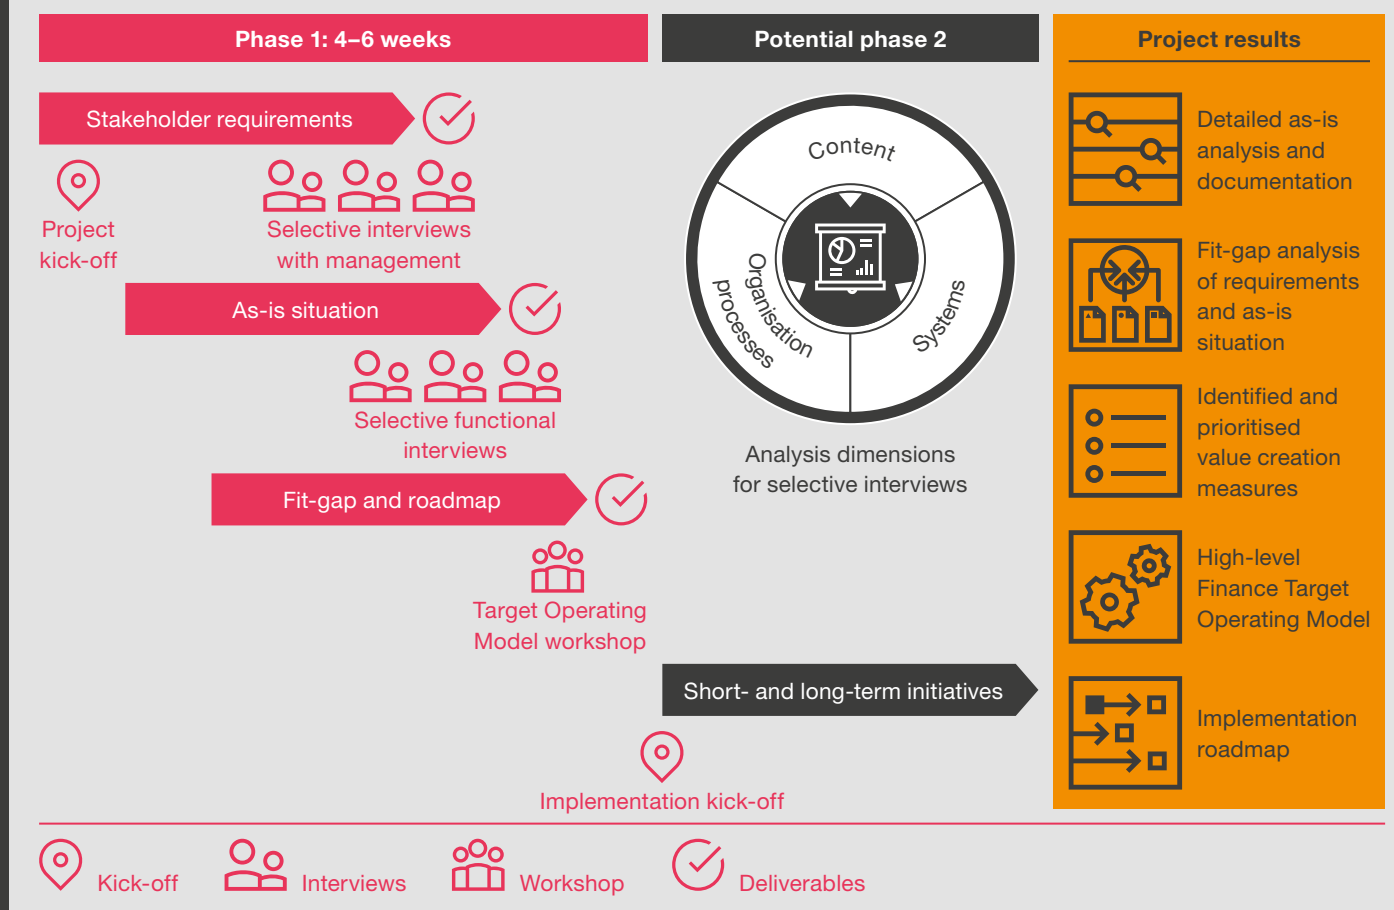 Phase 1: 4–6 weeks
Stakeholder requirements
Project
kick-off
Selective interviews
with management
As-is situation
Selective functional
interviews
Fit-gap and roadmap
Target Operating
Model workshop
Potential phase 2
Content
Organisation
processes
Systems
Analysis dimensions
for selective interviews
Short- and long-term initiatives
Implementation kick-off
Project results
Detailed as-is
analysis and
documentation
Fit-gap analysis
of requirements
and as-is
situation
Identified and
prioritised
value creation
measures
High-level
Finance Target
Operating Model
Implementation
roadmap
Kick-off
Interviews
Workshop
Deliverables